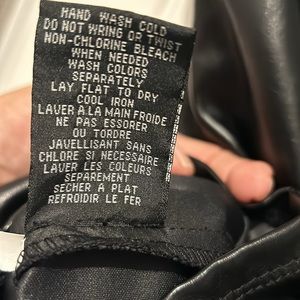 HAND WASH COLD
DO NOT WRING OR TWIST
NON-CHLORINE BLEACH
WHEN NEEDED
WASH COLORS
SEPARATELY
LAY FLAT TO DRY
COOL IRON
LAVER A LA MAIN FROIDE
NE PAS ESSORER
OU TORDRE
JAVELLISANT SANS
CHLORE SI NECESSAIRE
LAVER LES COULEURS
SEPAREMENT
SECHER A PLAT
REFROIDIR LE FER